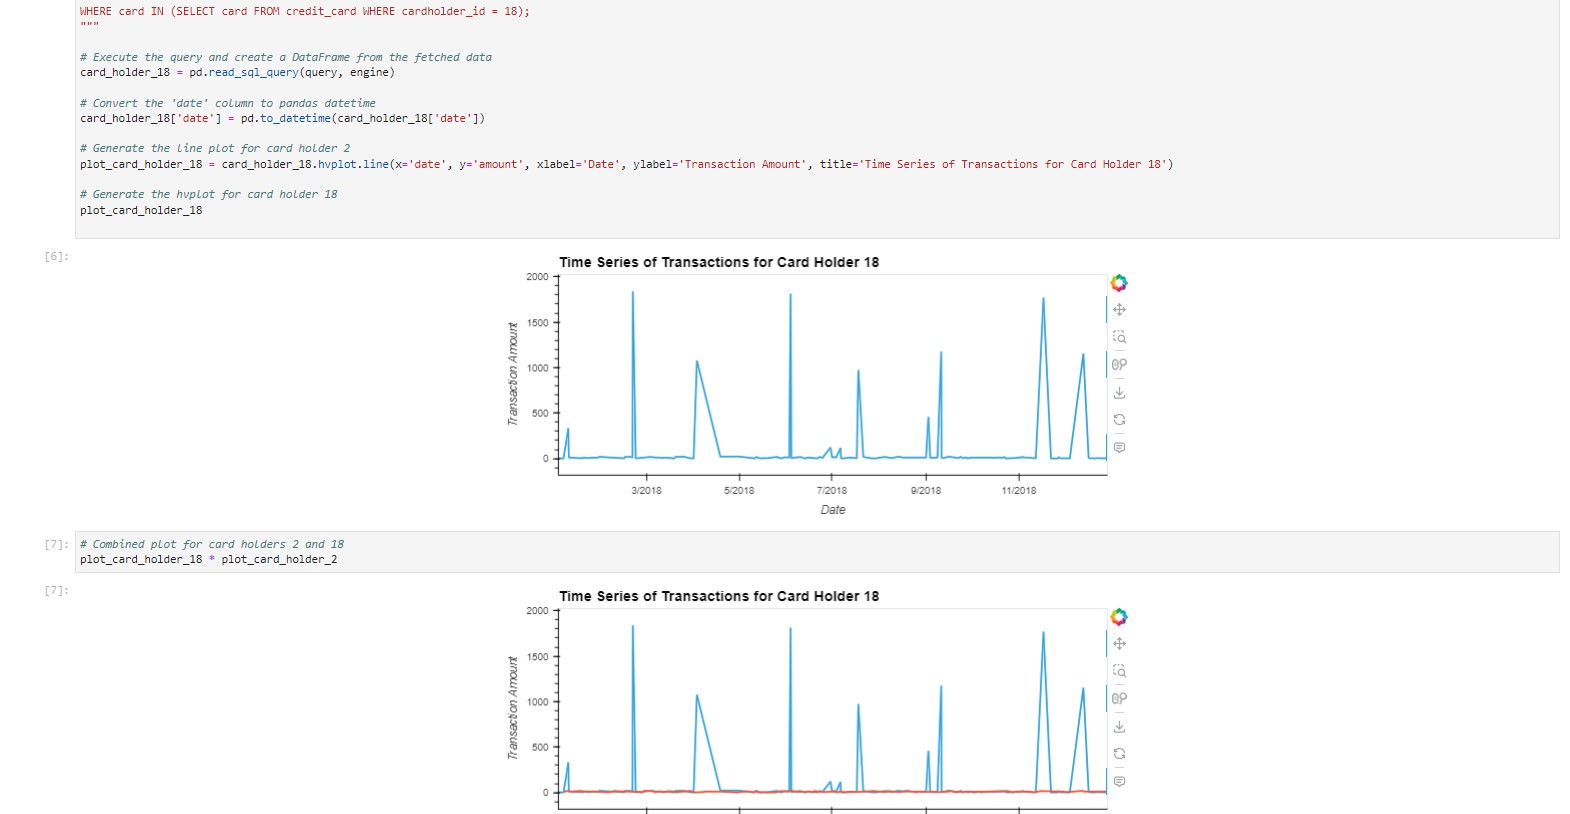 WHERE card IN (SELECT card FROM credit_card WHERE cardholder_id = 18);
"""
# Execute the query and create a DataFrame from the fetched data
card_holder_18 = pd.read_sql_query(query, engine)
# Convert the 'date' column to pandas datetime
card_holder_18['date'] = pd.to_datetime(card_holder_18['date'])
# Generate the line plot for card holder 2
plot_card_holder_18 = card_holder_18.hvplot.line(x='date', y='amount', xlabel='Date', ylabel='Transaction Amount', title='Time Series of Transactions for Card Holder 18')
# Generate the hvplot for card holder 18
plot_card_holder_18
[6]:
Time Series of Transactions for Card Holder 18
2000
1500
1000
500
0
Transaction Amount
3/2018 5/2018 7/2018 9/2018 11/2018
Date
[7]: # Combined plot for card holders 2 and 18
plot_card_holder_18 * plot_card_holder_2
[7]:
Time Series of Transactions for Card Holder 18
2000
1500
1000
500
0
Transaction Amount